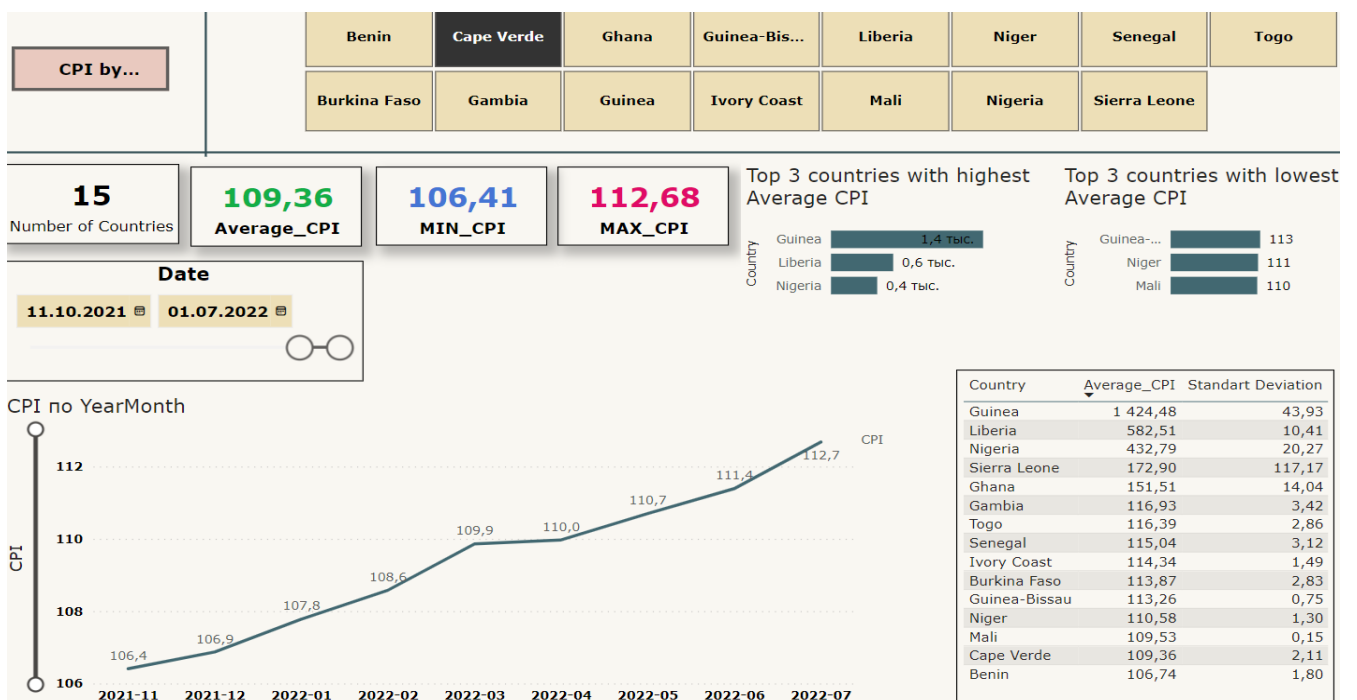 Benin
Cape Verde
Ghana
Guinea-Bis...
Liberia
Niger
Senegal
Togo
CPI by...
Burkina Faso
Gambia
Guinea
Ivory Coast
Mali
Nigeria
Sierra Leone
15
Number of Countries
109,36
Average_CPI
106,41
MIN_CPI
112,68
MAX_CPI
Top 3 countries with highest
Average CPI
Country
Guinea 1,4 тыс.
Liberia 0,6 тыс.
Nigeria 0,4 тыс.
Top 3 countries with lowest
Average CPI
Country
Guinea-... 113
Niger 111
Mali 110
Date
11.10.2021 01.07.2022
CPI по YearMonth
CPI
112
110
108
106
106,4
106,9
107,8
108,6
109,9
110,0
110,7
111,4
112,7
CPI
2021-11 2021-12 2022-01 2022-02 2022-03 2022-04 2022-05 2022-06 2022-07
Country Average_CPI Standart Deviation
Guinea 1 424,48 43,93
Liberia 582,51 10,41
Nigeria 432,79 20,27
Sierra Leone 172,90 117,17
Ghana 151,51 14,04
Gambia 116,93 3,42
Togo 116,39 2,86
Senegal 115,04 3,12
Ivory Coast 114,34 1,49
Burkina Faso 113,87 2,83
Guinea-Bissau 113,26 0,75
Niger 110,58 1,30
Mali 109,53 0,15
Cape Verde 109,36 2,11
Benin 106,74 1,80